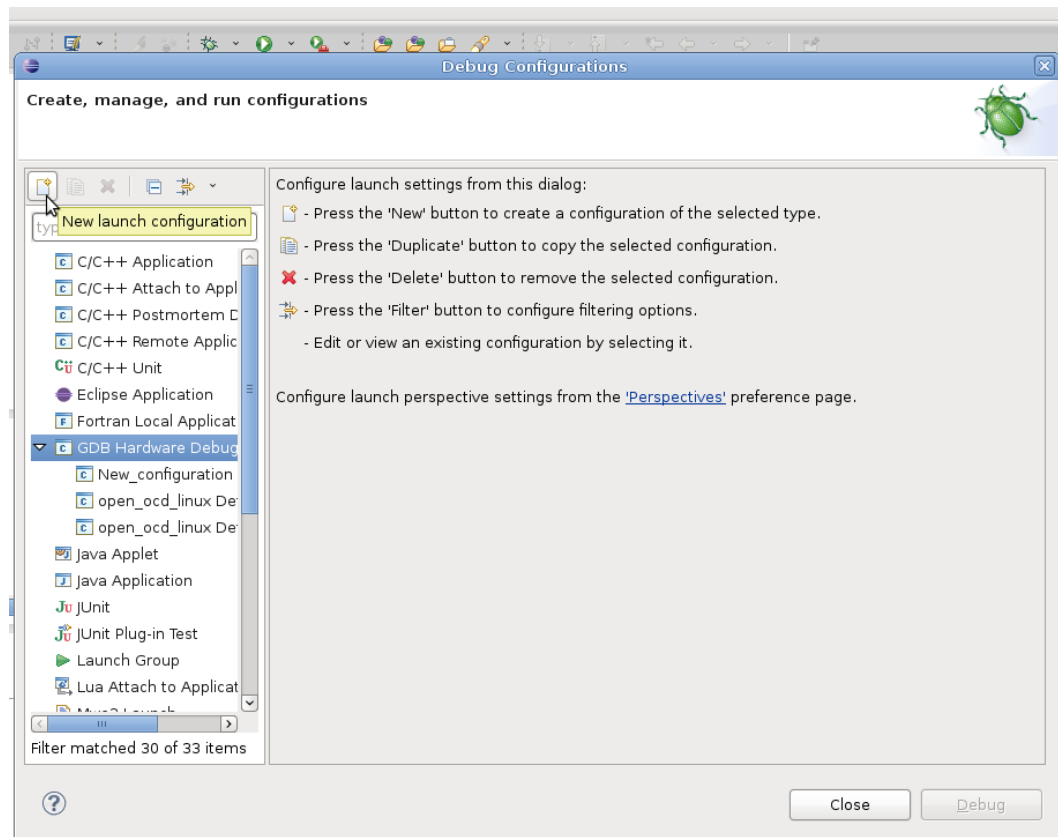 Debug Configurations
Create, manage, and run configurations
New launch configuration
typ
C/C++ Application
C/C++ Attach to Appl
C/C++ Postmortem D
C/C++ Remote Applic
C/C++ Unit
Eclipse Application
Fortran Local Applicat
GDB Hardware Debug
New_configuration
open_ocd_linux De
open_ocd_linux De
Java Applet
Java Application
JUnit
JUnit Plug-in Test
Launch Group
Lua Attach to Applicat
Filter matched 30 of 33 items
Configure launch settings from this dialog:
- Press the 'New' button to create a configuration of the selected type.
- Press the 'Duplicate' button to copy the selected configuration.
- Press the 'Delete' button to remove the selected configuration.
- Press the 'Filter' button to configure filtering options.
- Edit or view an existing configuration by selecting it.
Configure launch perspective settings from the 'Perspectives' preference page.
Close
Debug